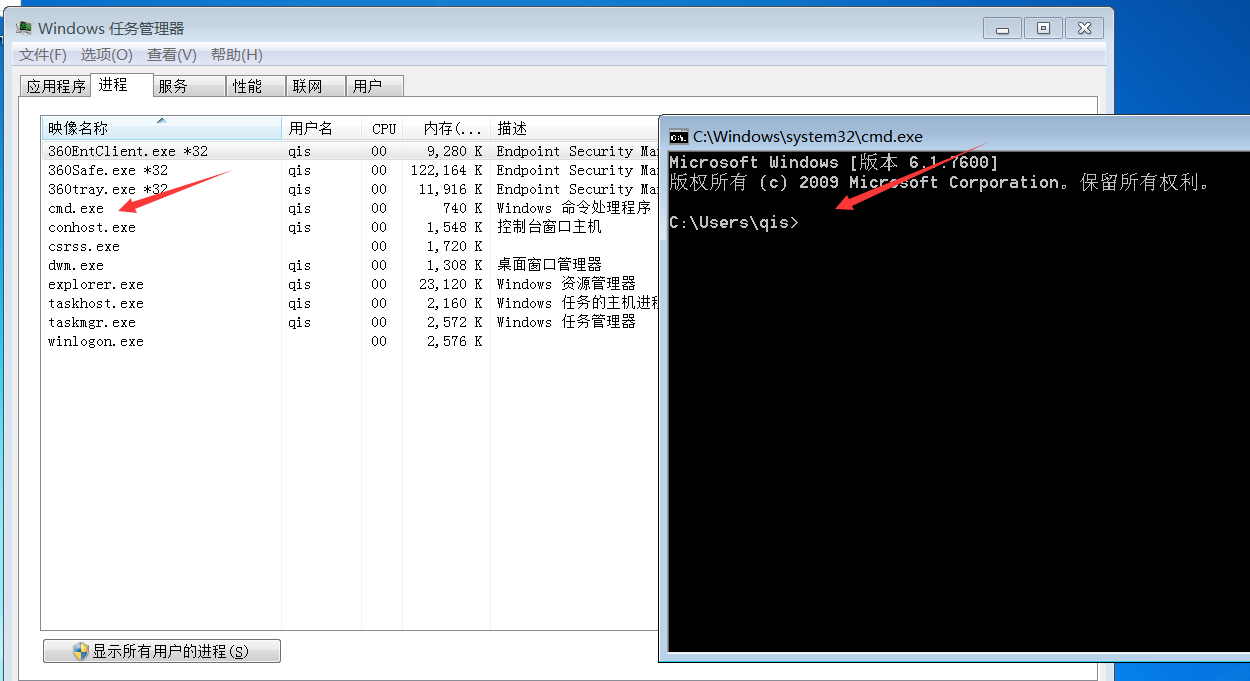 Windows 任务管理器
文件(F) 选项(O) 查看(V) 帮助(H)
应用程序 进程 服务 性能 联网 用户
映像名称 用户名 CPU 内存(... 描述
360EntClient.exe *32 qis 00 9,280 K Endpoint Security Ma
360Safe.exe *32 qis 00 122,164 K Endpoint Security Ma
360tray.exe *32 qis 00 11,916 K Endpoint Security Ma
cmd.exe qis 00 740 K Windows 命令处理程序
conhost.exe qis 00 1,548 K 控制台窗口主机
csrss.exe 00 1,720 K
dwm.exe qis 00 1,308 K 桌面窗口管理器
explorer.exe qis 00 23,120 K Windows 资源管理器
taskhost.exe qis 00 2,160 K Windows 任务的主机进程
taskmgr.exe qis 00 2,572 K Windows 任务管理器
winlogon.exe 00 2,576 K
显示所有用户的进程(S)
C:\Windows\system32\cmd.exe
Microsoft Windows [版本 6.1.7600]
版权所有 (c) 2009 Microsoft Corporation。保留所有权利。
C:\Users\qis>